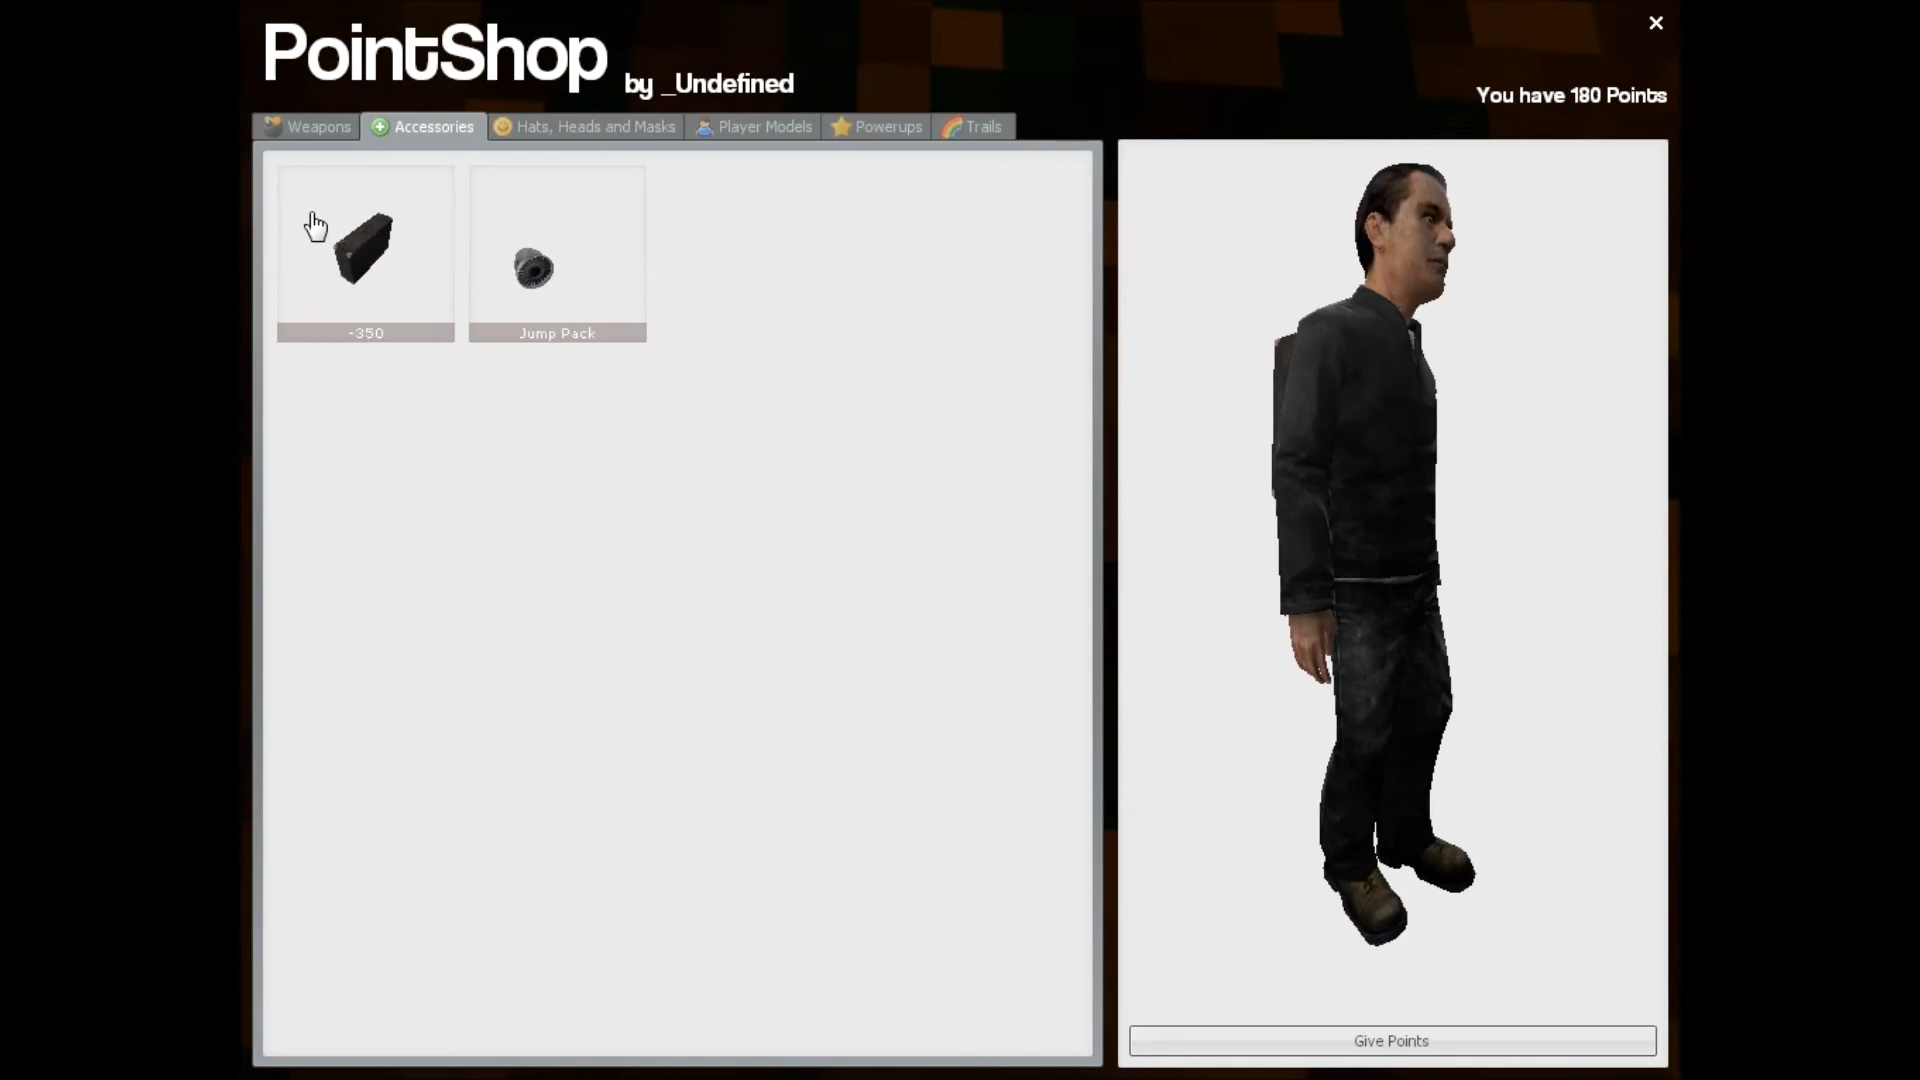 PointShop by _Undefined
You have 180 Points
Weapons Accessories Hats, Heads and Masks Player Models Powerups Trails
-350 Jump Pack
Give Points